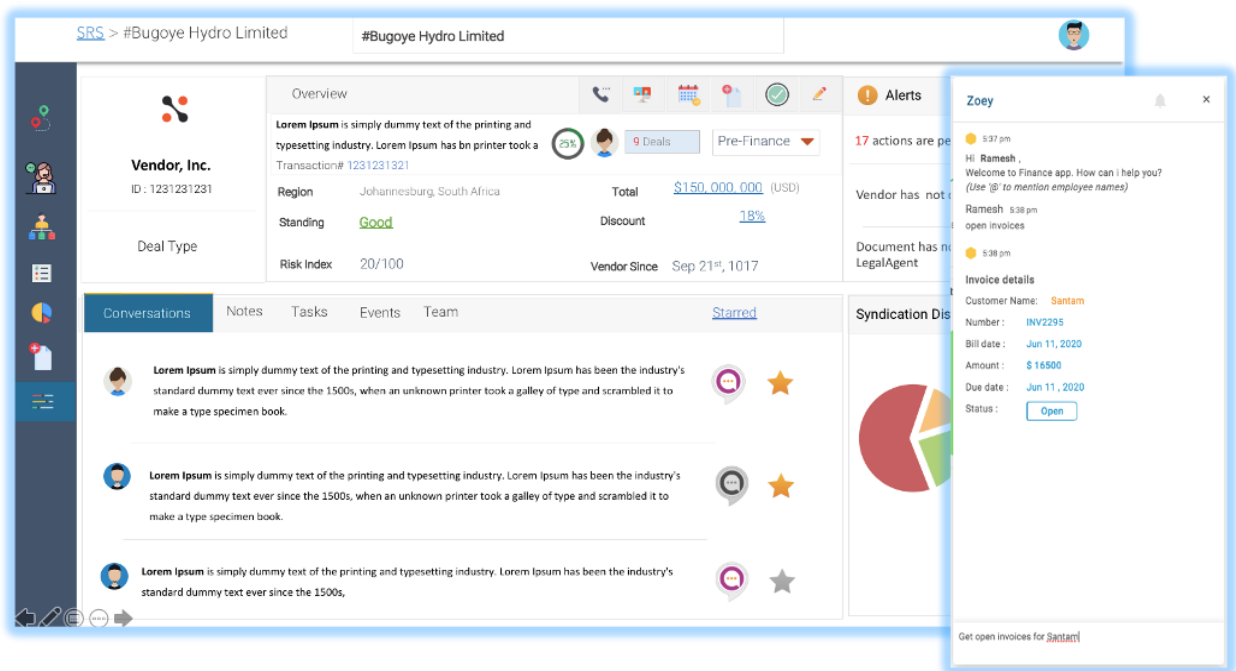 SRS > #Bugoye Hydro Limited
#Bugoye Hydro Limited
Vendor, Inc.
ID : 1231231231
Deal Type
Overview
Lorem Ipsum is simply dummy text of the printing and
typesetting industry. Lorem Ipsum has bn printer took a
Transaction# 1231231321
25%
9 Deals
Pre-Finance
Region Johannesburg, South Africa
Total $150, 000, 000 (USD)
Standing Good
Discount 18%
Risk Index 20/100
Vendor Since Sep 21st, 1017
Alerts
17 actions are pe
Vendor has not
Document has
LegalAgent
Conversations Notes Tasks Events Team Starred
Lorem Ipsum is simply dummy text of the printing and typesetting industry. Lorem Ipsum has been the industry's
standard dummy text ever since the 1500s, when an unknown printer took a galley of type and scrambled it to
make a type specimen book.
Lorem Ipsum is simply dummy text of the printing and typesetting industry. Lorem Ipsum has been the industry's
standard dummy text ever since the 1500s, when an unknown printer took a galley of type and scrambled it to
make a type specimen book.
Lorem Ipsum is simply dummy text of the printing and typesetting industry. Lorem Ipsum has been the industry's
standard dummy text ever since the 1500s,
Syndication Dis
Zoey
5:37 pm
Hi Ramesh ,
Welcome to Finance app. How can i help you?
(Use '@' to mention employee names)
Ramesh 5:38 pm
open invoices
5:38 pm
Invoice details
Customer Name: Santam
Number : INV2295
Bill date : Jun 11, 2020
Amount : $ 16500
Due date : Jun 11 , 2020
Status : Open
Get open invoices for Santam